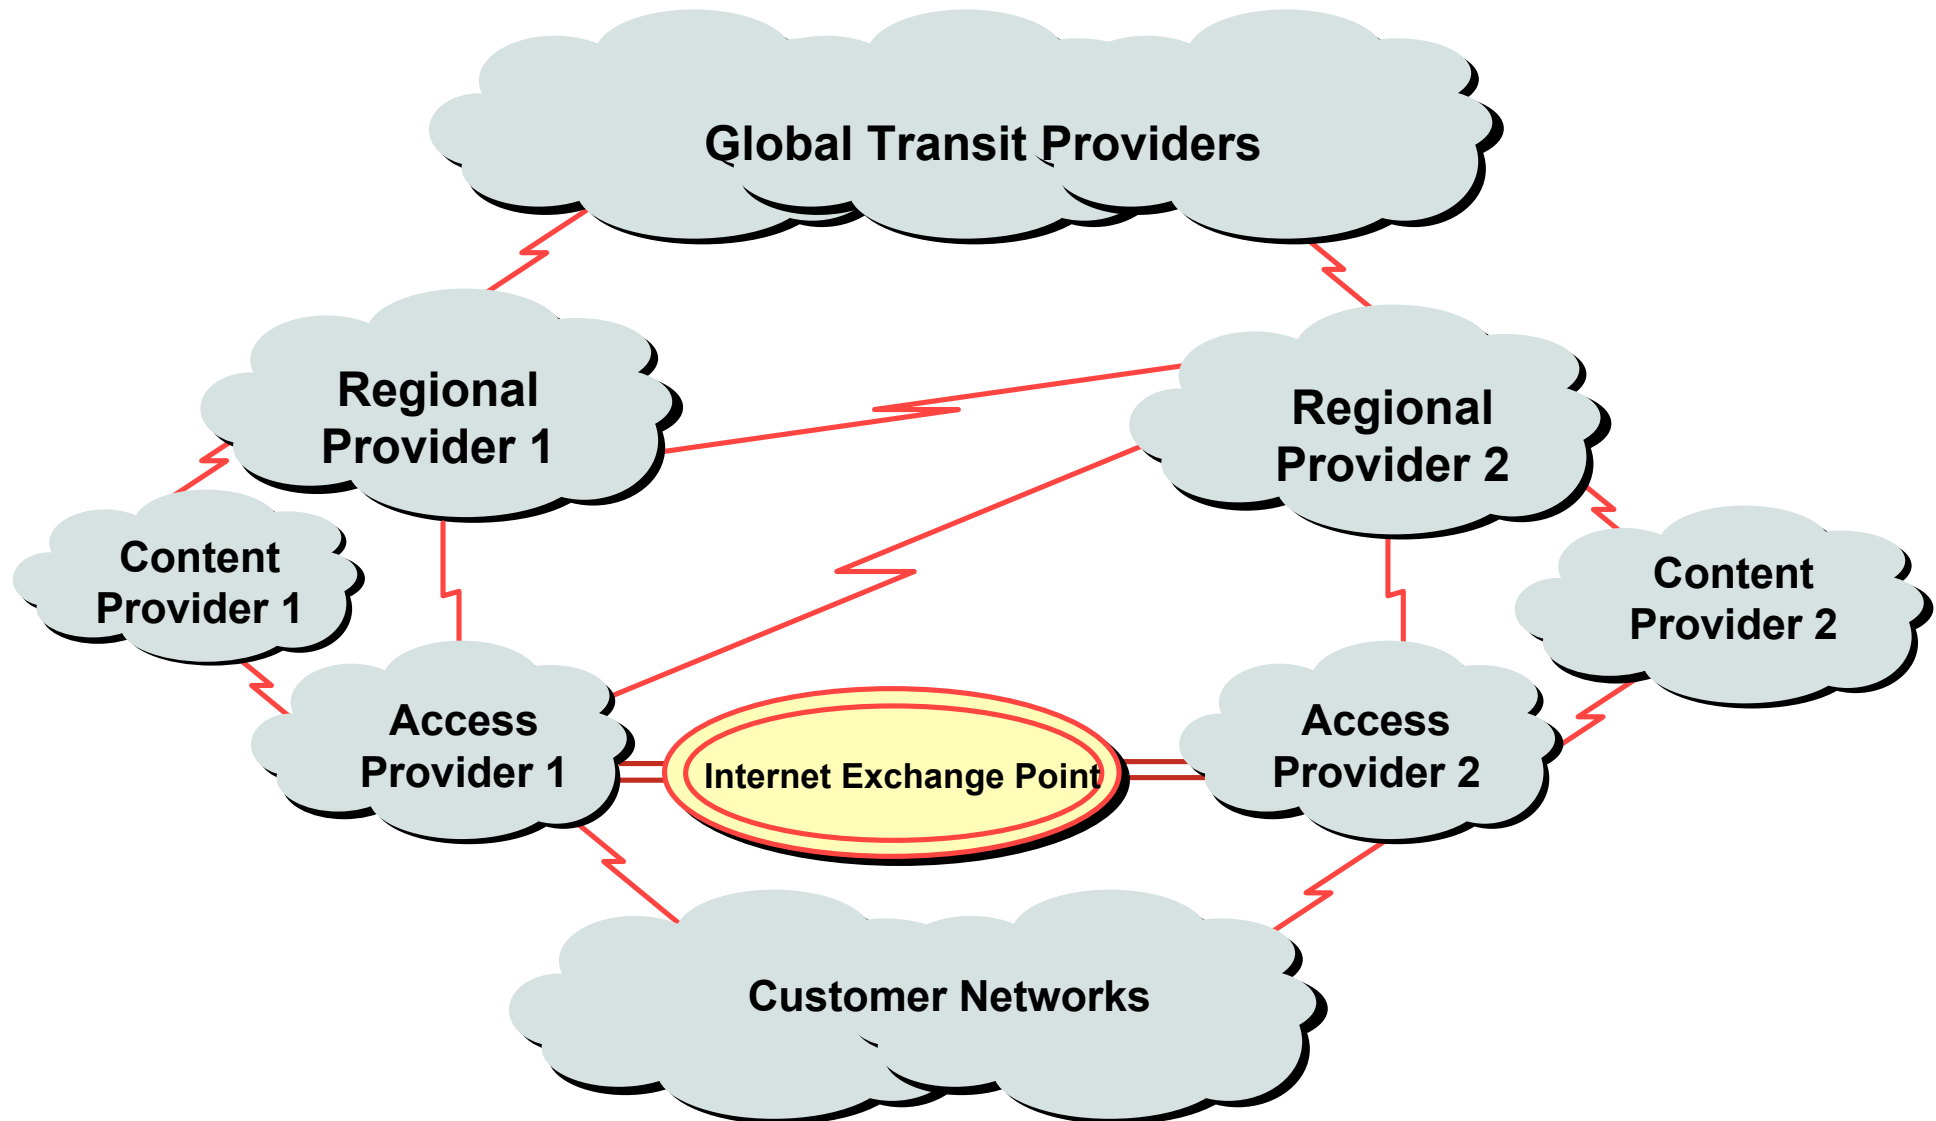 Global Transit Providers
Regional
Provider 1
Regional
Provider 2
Content
Provider 1
Content
Provider 2
Access
Provider 1
Internet Exchange Point
Access
Provider 2
Customer Networks